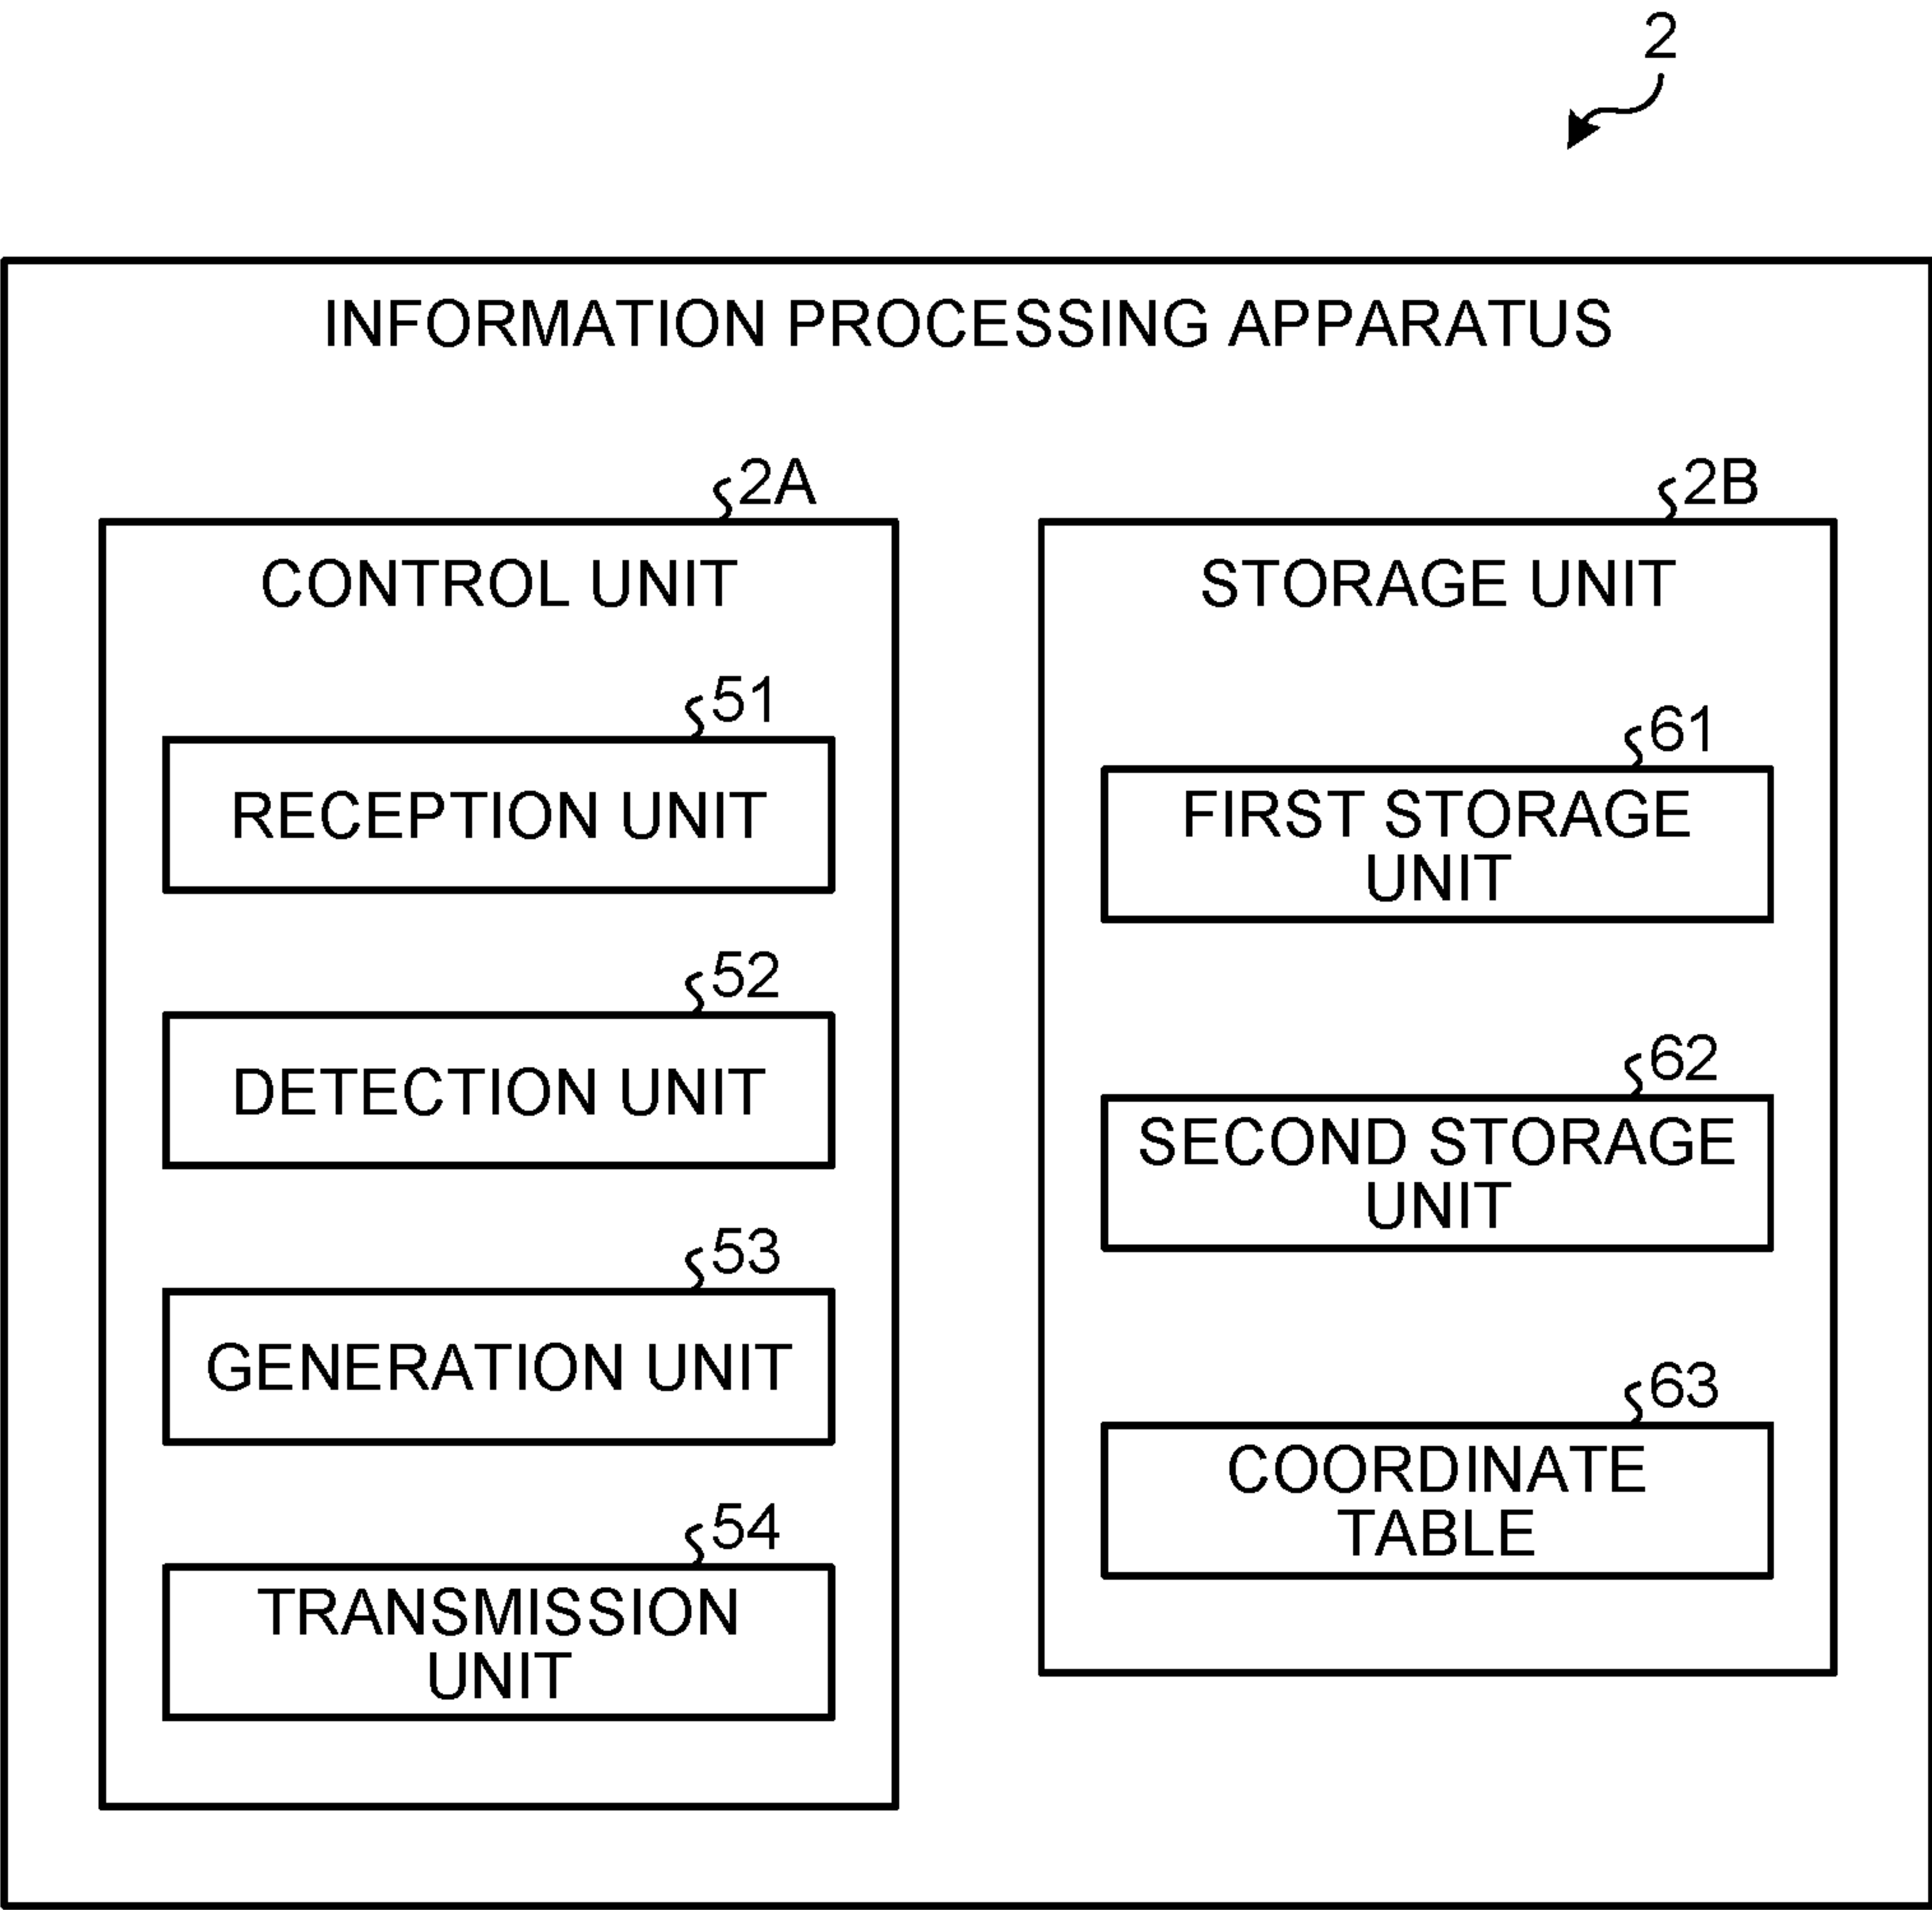 2
INFORMATION PROCESSING APPARATUS
2A
CONTROL UNIT
51
RECEPTION UNIT
52
DETECTION UNIT
53
GENERATION UNIT
54
TRANSMISSION
UNIT
2B
STORAGE UNIT
61
FIRST STORAGE
UNIT
62
SECOND STORAGE
UNIT
63
COORDINATE
TABLE